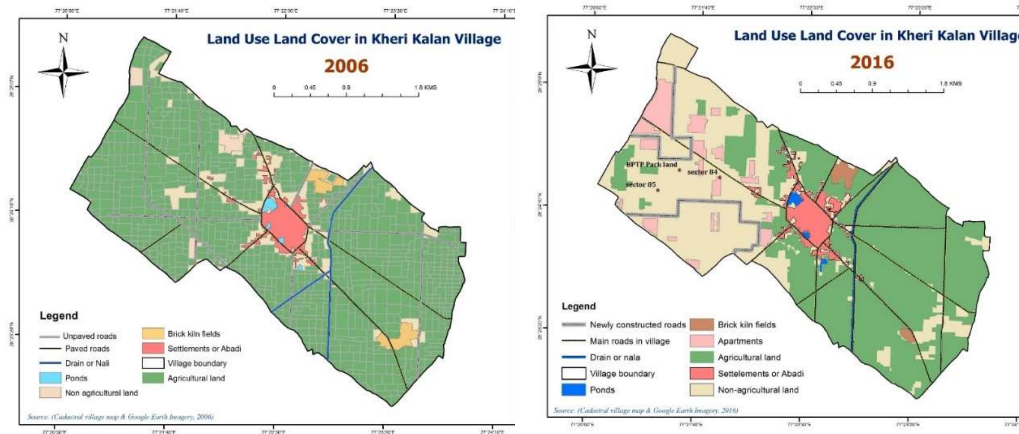 Land Use Land Cover in Kheri Kalan Village
2006
N
0 0.45 0.9 1.8 KMS
Legend
Unpaved roads
Paved roads
Drain or Nali
Ponds
Non agricultural land
Brick kiln fields
Settlements or Abadi
Village boundary
Agricultural land
Source: (Cadastral village map & Google Earth Imagery, 2006)
Land Use Land Cover in Kheri Kalan Villag
2016
N
0 0.45 0.9 1.8 KMS
BPTP Park land
sector 84
sector 85
Legend
Newly constructed roads
Main roads in village
Drain or nala
Village boundary
Ponds
Brick kiln fields
Apartments
Agricultural land
Settelements or Abadi
Non-agricultural land
Source: (Cadastral village map & Google Earth Imagery, 2016)